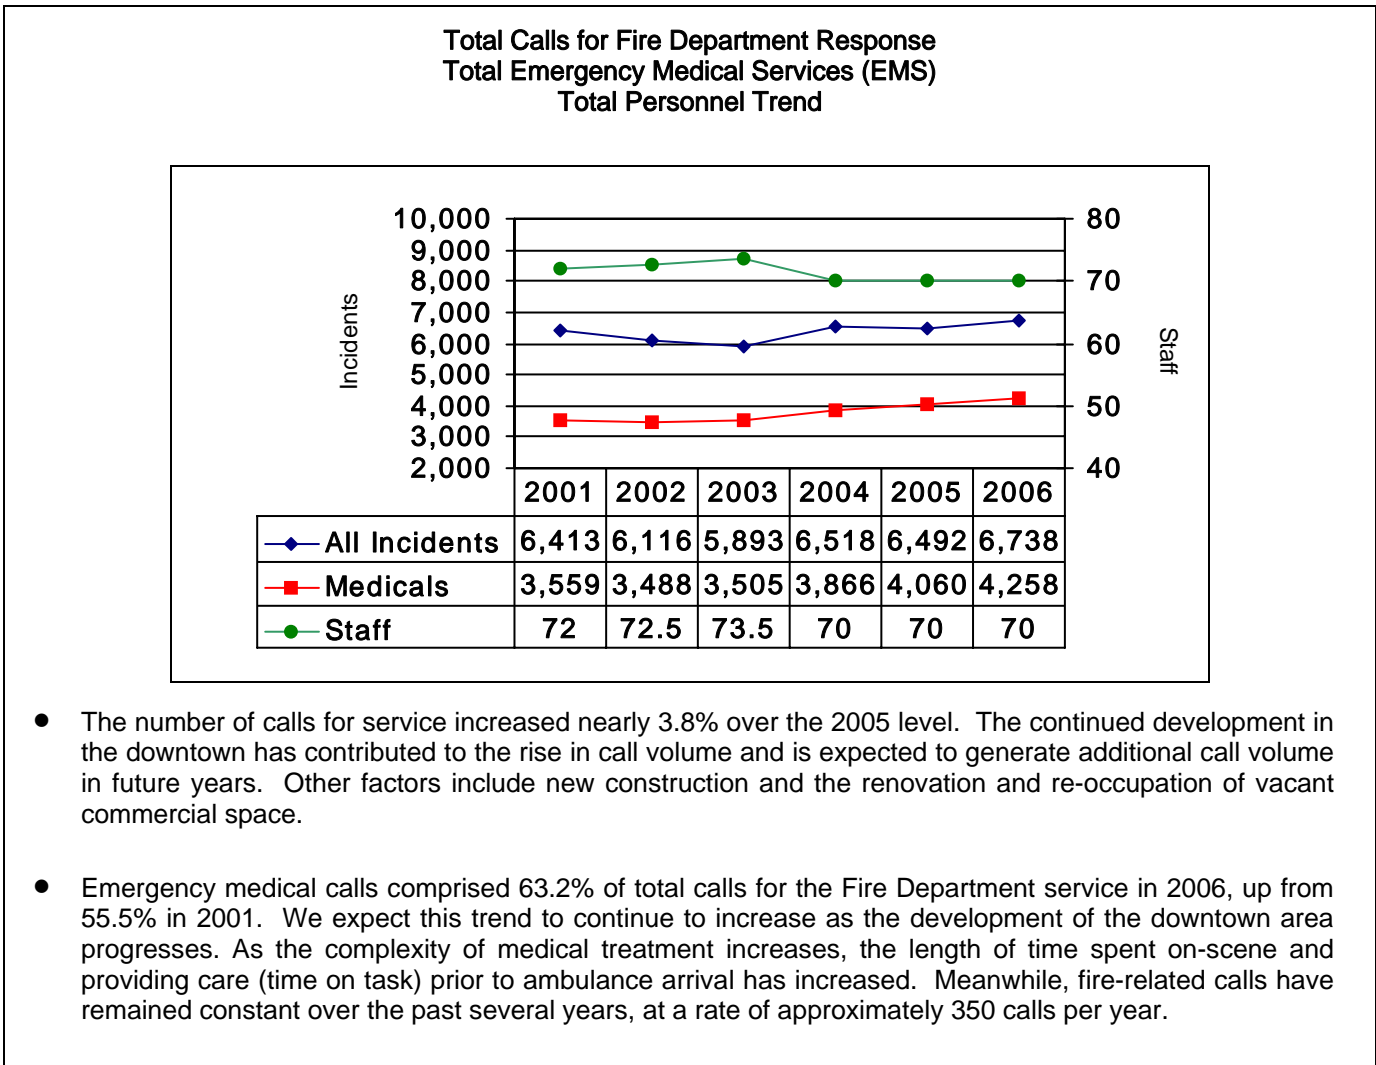 Total Calls for Fire Department Response
Total Emergency Medical Services (EMS)
Total Personnel Trend
Incidents
10,000
9,000
8,000
7,000
6,000
5,000
4,000
3,000
2,000
80
70
60
50
40
Staff
2001 2002 2003 2004 2005 2006
All Incidents 6,413 6,116 5,893 6,518 6,492 6,738
Medicals 3,559 3,488 3,505 3,866 4,060 4,258
Staff 72 72.5 73.5 70 70 70
• The number of calls for service increased nearly 3.8% over the 2005 level. The continued development in
the downtown has contributed to the rise in call volume and is expected to generate additional call volume
in future years. Other factors include new construction and the renovation and re-occupation of vacant
commercial space.
• Emergency medical calls comprised 63.2% of total calls for the Fire Department service in 2006, up from
55.5% in 2001. We expect this trend to continue to increase as the development of the downtown area
progresses. As the complexity of medical treatment increases, the length of time spent on-scene and
providing care (time on task) prior to ambulance arrival has increased. Meanwhile, fire-related calls have
remained constant over the past several years, at a rate of approximately 350 calls per year.